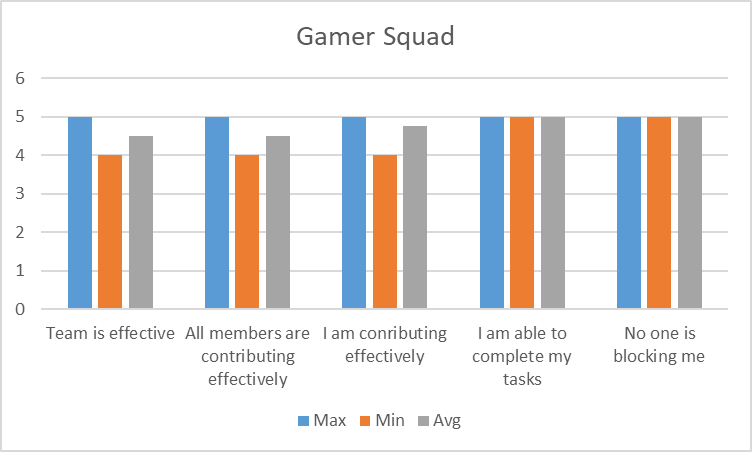 Gamer Squad
6
5
4
3
2
1
0
Team is effective
All members are
contributing
effectively
I am conributing
effectively
I am able to
complete my
tasks
No one is
blocking me
Max Min Avg